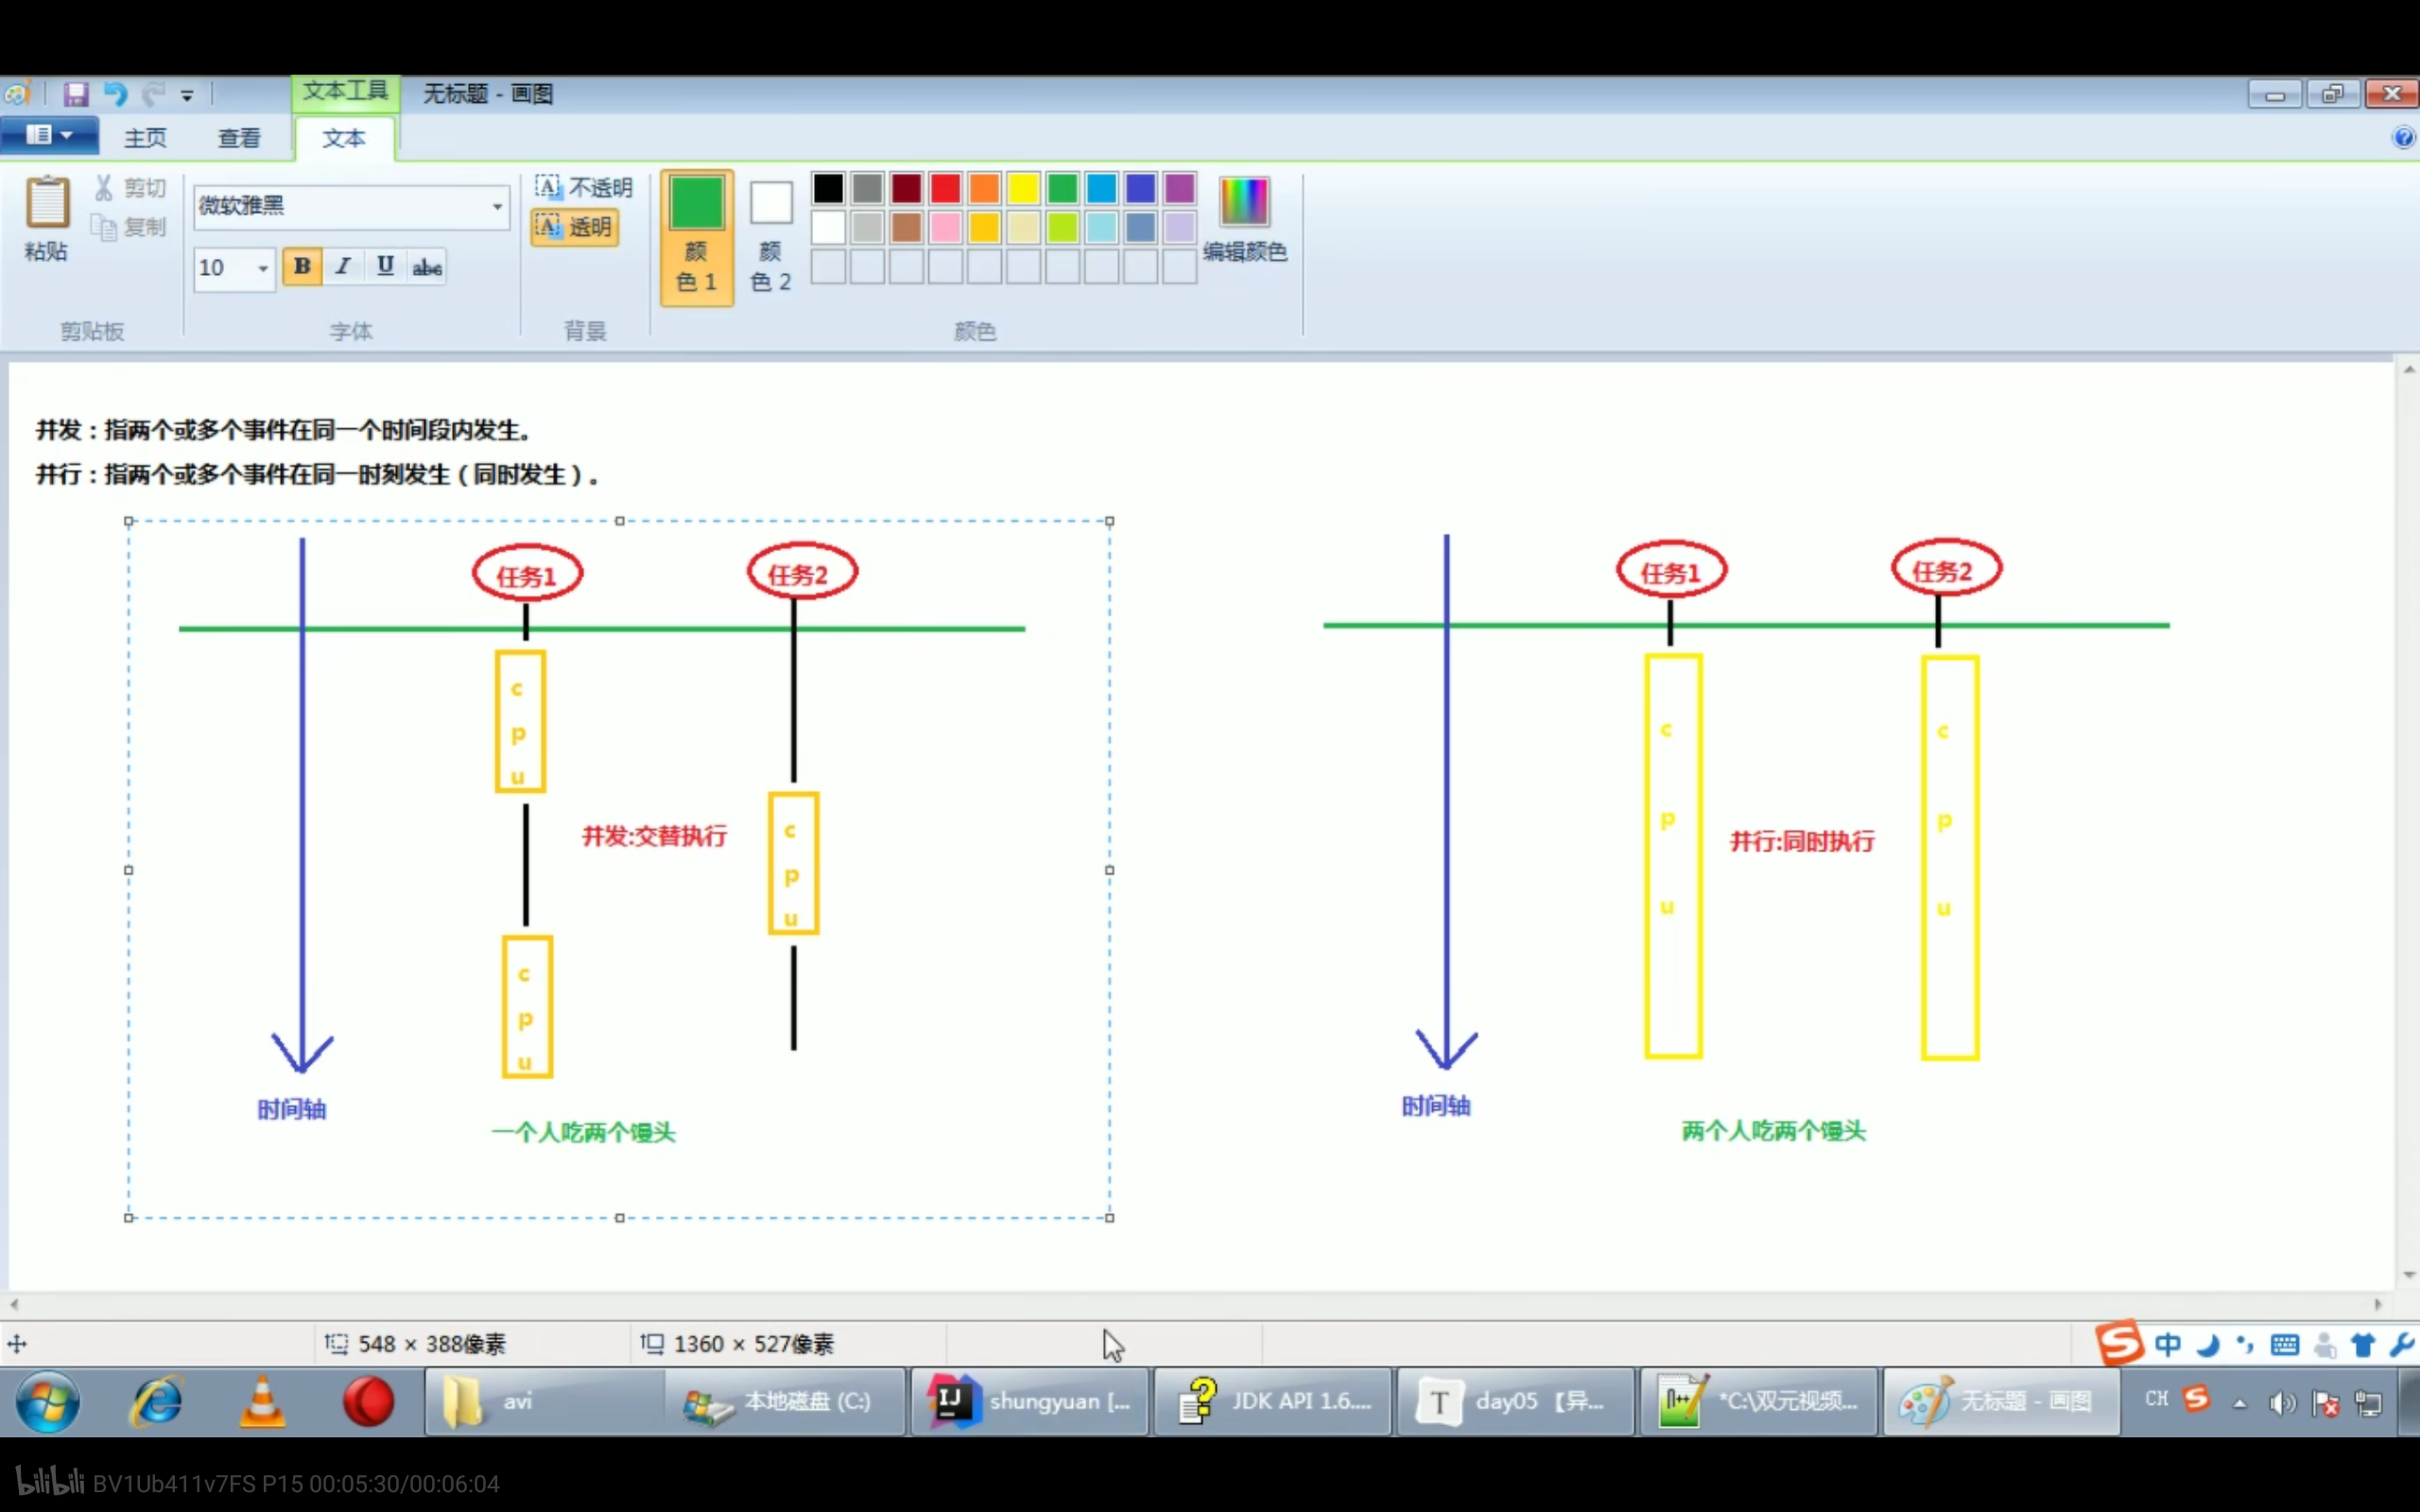 文本工具
无标题 - 画图
主页
查看
文本
粘贴
剪切
复制
微软雅黑
10
B I U abc
不透明
透明
颜色 1
颜色 2
编辑颜色
剪贴板
字体
背景
颜色
并发：指两个或多个事件在同一个时间段内发生。
并行：指两个或多个事件在同一时刻发生（同时发生）。
任务1
任务2
c
p
u
并发:交替执行
c
p
u
c
p
u
时间轴
一个人吃两个馒头
任务1
任务2
c
p
u
并行:同时执行
c
p
u
时间轴
两个人吃两个馒头
548 × 388像素
1360 × 527像素
中
avi
本地磁盘 (C:)
shungyuan [...
JDK API 1.6....
day05 【异...
*C:\双元视频...
无标题 - 画图
CH
bilibili BV1Ub411v7FS P15 00:05:30/00:06:04